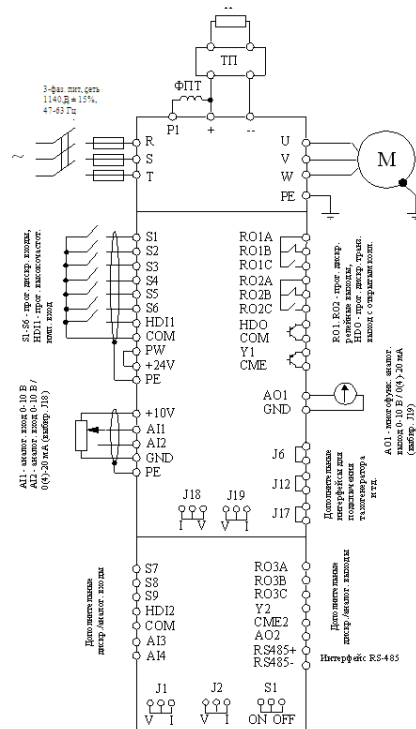 ТП
ФПТ
3-фаз. пит. сеть
1140 В ± 15%,
47-63 Гц
P1
+
--
~
R
S
T
U
V
W
PE
M
S1-S6 - прог. дискр. входы,
HDI1 - прог. высокочастот.
имп. вход
S1
S2
S3
S4
S5
S6
HDI1
COM
PW
+24V
PE
RO1A
RO1B
RO1C
RO2A
RO2B
RO2C
HDO
COM
Y1
CME
RO1, RO2 - прог. дискр.
релейные выходы,
HDO - прог. дискр. транз.
выход с открытым колл.
AI1 - аналог. вход 0-10 В
AI2 - аналог. вход 0-10 В /
0(4)-20 мА (выбир. J18)
+10V
AI1
AI2
GND
PE
AO1
GND
AO1 - многофунк. аналог.
выход 0-10 В / 0(4)-20 мА
(выбир. J19)
J6
J12
J17
Дополнительные
интерфейсы для
подключения
тахогенератора
и т.д.
J18
I V
J19
V I
Дополнительные
дискр./аналог. входы
S7
S8
S9
HDI2
COM
AI3
AI4
RO3A
RO3B
RO3C
Y2
CME2
AO2
RS485+
RS485-
Дополнительные
дискр./аналог. выходы
Интерфейс RS-485
J1
V I
J2
V I
S1
ON OFF